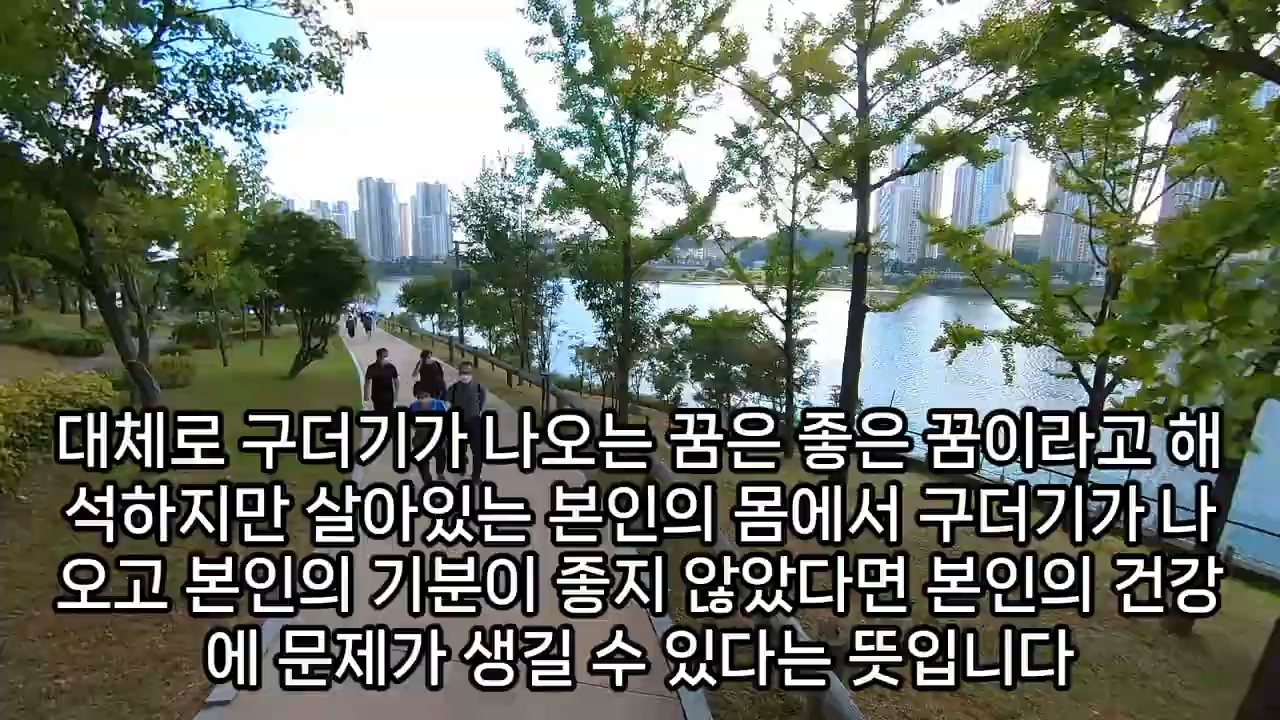 대체로 구더기가 나오는 꿈은 좋은 꿈이라고 해
석하지만 살아있는 본인의 몸에서 구더기가 나
오고 본인의 기분이 좋지 않았다면 본인의 건강
에 문제가 생길 수 있다는 뜻입니다